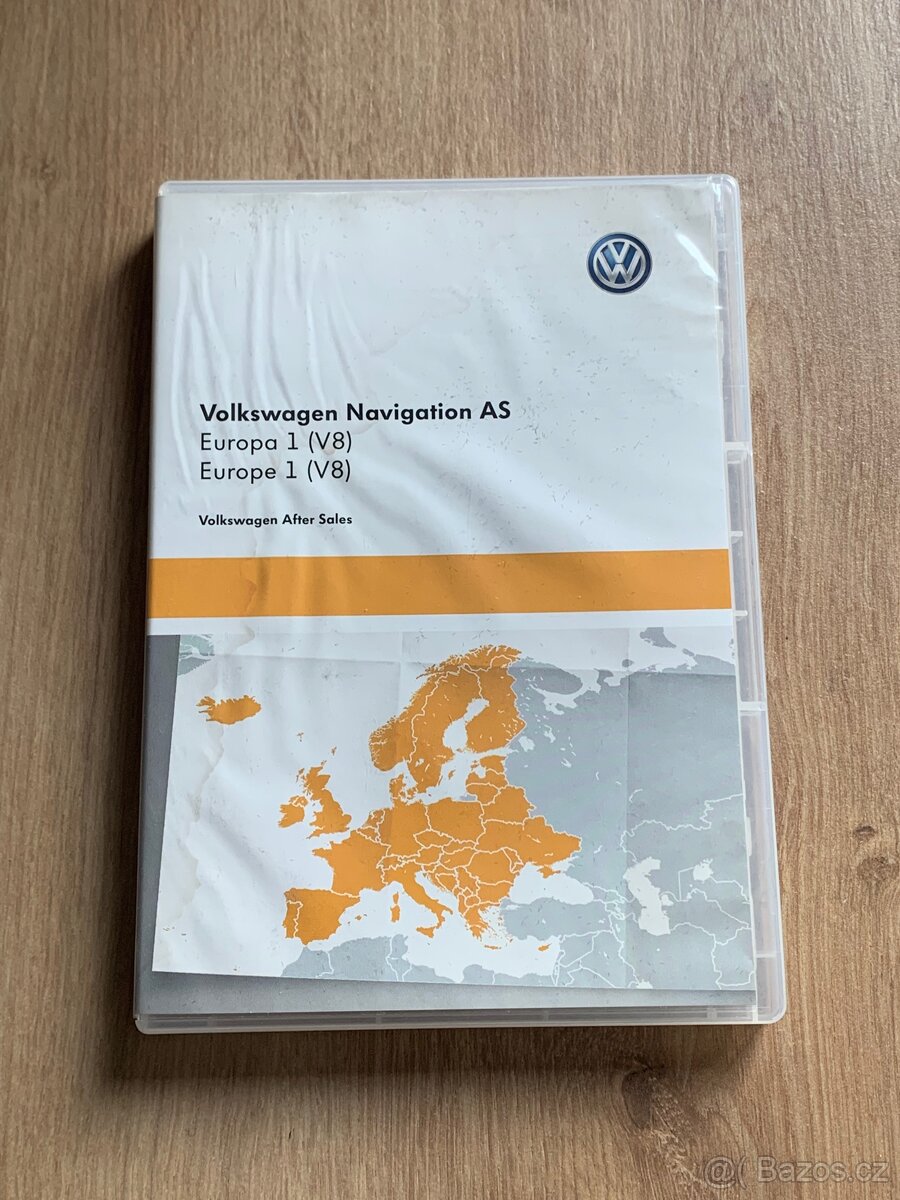 Volkswagen Navigation AS
Europa 1 (V8)
Europe 1 (V8)
Volkswagen After Sales
@( Bazos.cz